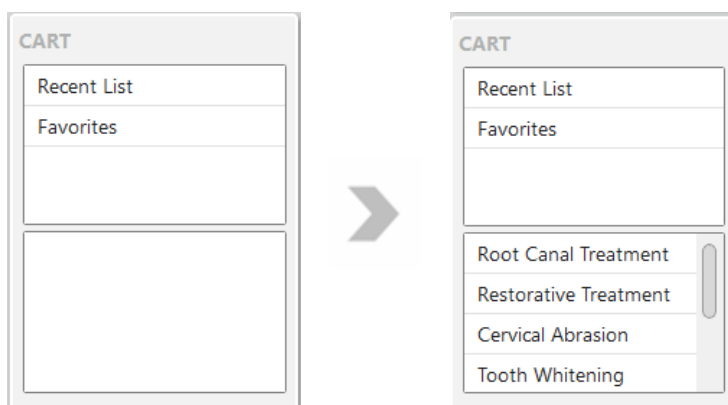 CART
Recent List
Favorites
CART
Recent List
Favorites
Root Canal Treatment
Restorative Treatment
Cervical Abrasion
Tooth Whitening